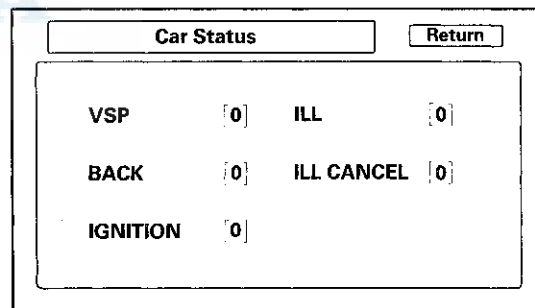 Car Status Return
VSP [0] ILL [0]
BACK [0] ILL CANCEL [0]
IGNITION [0]